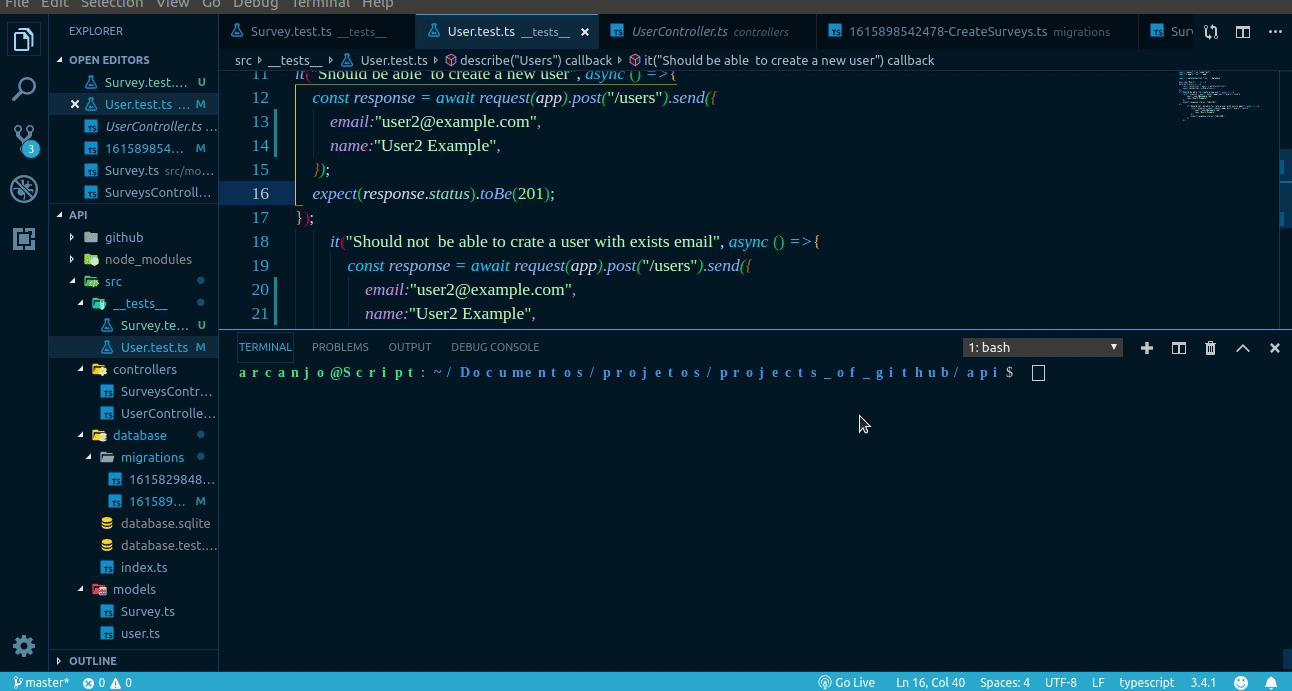 File Edit Selection View Go Debug Terminal Help
EXPLORER
OPEN EDITORS
Survey.test.... U
User.test.ts ... M
UserController.ts ...
161589854... M
Survey.ts src/mo...
SurveysControll...
API
github
node_modules
src
__tests__
Survey.te... U
User.test.ts M
controllers
SurveysContr...
UserControlle...
database
migrations
1615829848...
161589... M
database.sqlite
database.test....
index.ts
models
Survey.ts
user.ts
OUTLINE
Survey.test.ts __tests__
User.test.ts __tests__
UserController.ts controllers
1615898542478-CreateSurveys.ts migrations
Surv
src __tests__ User.test.ts describe("Users") callback it("Should be able  to create a new user") callback
11 it("Should be able  to create a new user", async () =>{
12 const response = await request(app).post("/users").send({
13 email:"user2@example.com",
14 name:"User2 Example",
15 });
16 expect(response.status).toBe(201);
17 });
18 it("Should not  be able to crate a user with exists email", async () =>{
19 const response = await request(app).post("/users").send({
20 email:"user2@example.com",
21 name:"User2 Example",
TERMINAL PROBLEMS OUTPUT DEBUG CONSOLE
1: bash
arcanjo@Script:~/Documentos/projetos/projects_of_github/api$
3
master* 0 0
Go Live Ln 16, Col 40 Spaces: 4 UTF-8 LF typescript 3.4.1